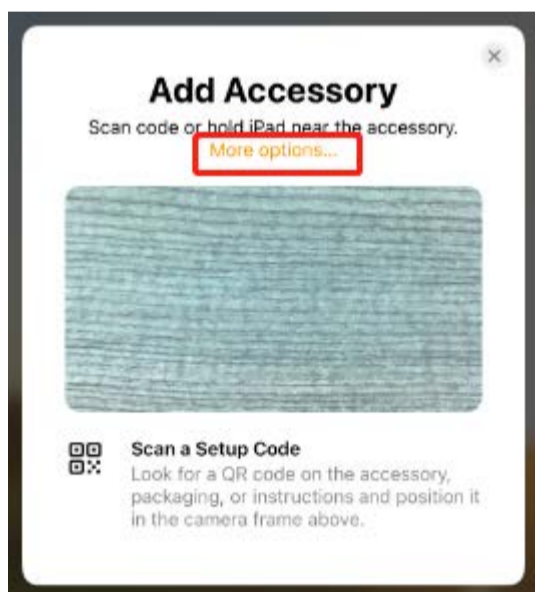 Add Accessory
Scan code or hold iPad near the accessory.
More options...
Scan a Setup Code
Look for a QR code on the accessory,
packaging, or instructions and position it
in the camera frame above.